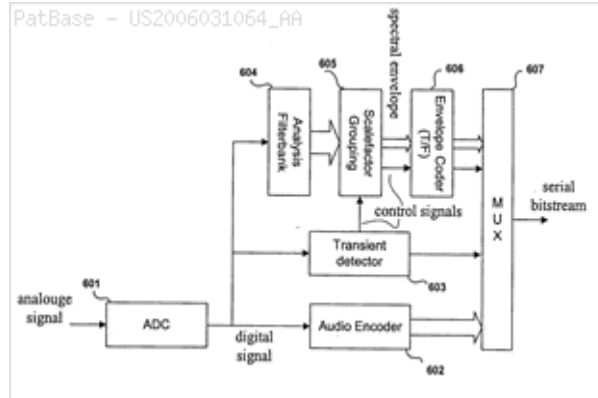 PatBase - US2006031064_AA
spectral envelope
604
605
606
607
Analysis
Filterbank
Scalefactor
Grouping
Envelope Coder
(T/F)
MUX
serial
bitstream
control signals
Transient
detector
603
601
analouge
signal
ADC
digital
signal
Audio Encoder
602